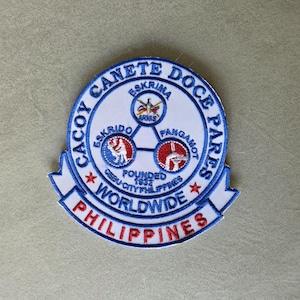 CACOY CANETE DOCE PARES
ESKRIMA
ARNIS
ESKRIDO
PANGAMOT
FOUNDED
1932
CEBU CITY PHILIPPINES
★ WORLDWIDE ★
PHILIPPINES